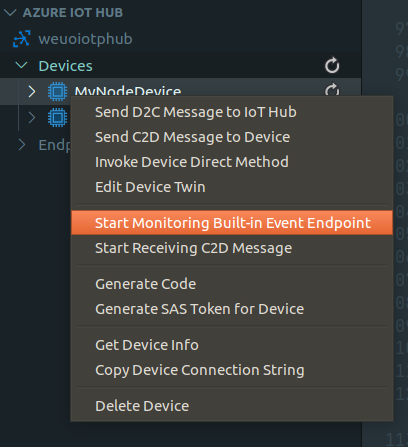 AZURE IOT HUB
weuoiotphub
Devices
MyNodeDevice
Send D2C Message to IoT Hub
Send C2D Message to Device
Invoke Device Direct Method
Edit Device Twin
Start Monitoring Built-in Event Endpoint
Start Receiving C2D Message
Generate Code
Generate SAS Token for Device
Get Device Info
Copy Device Connection String
Delete Device